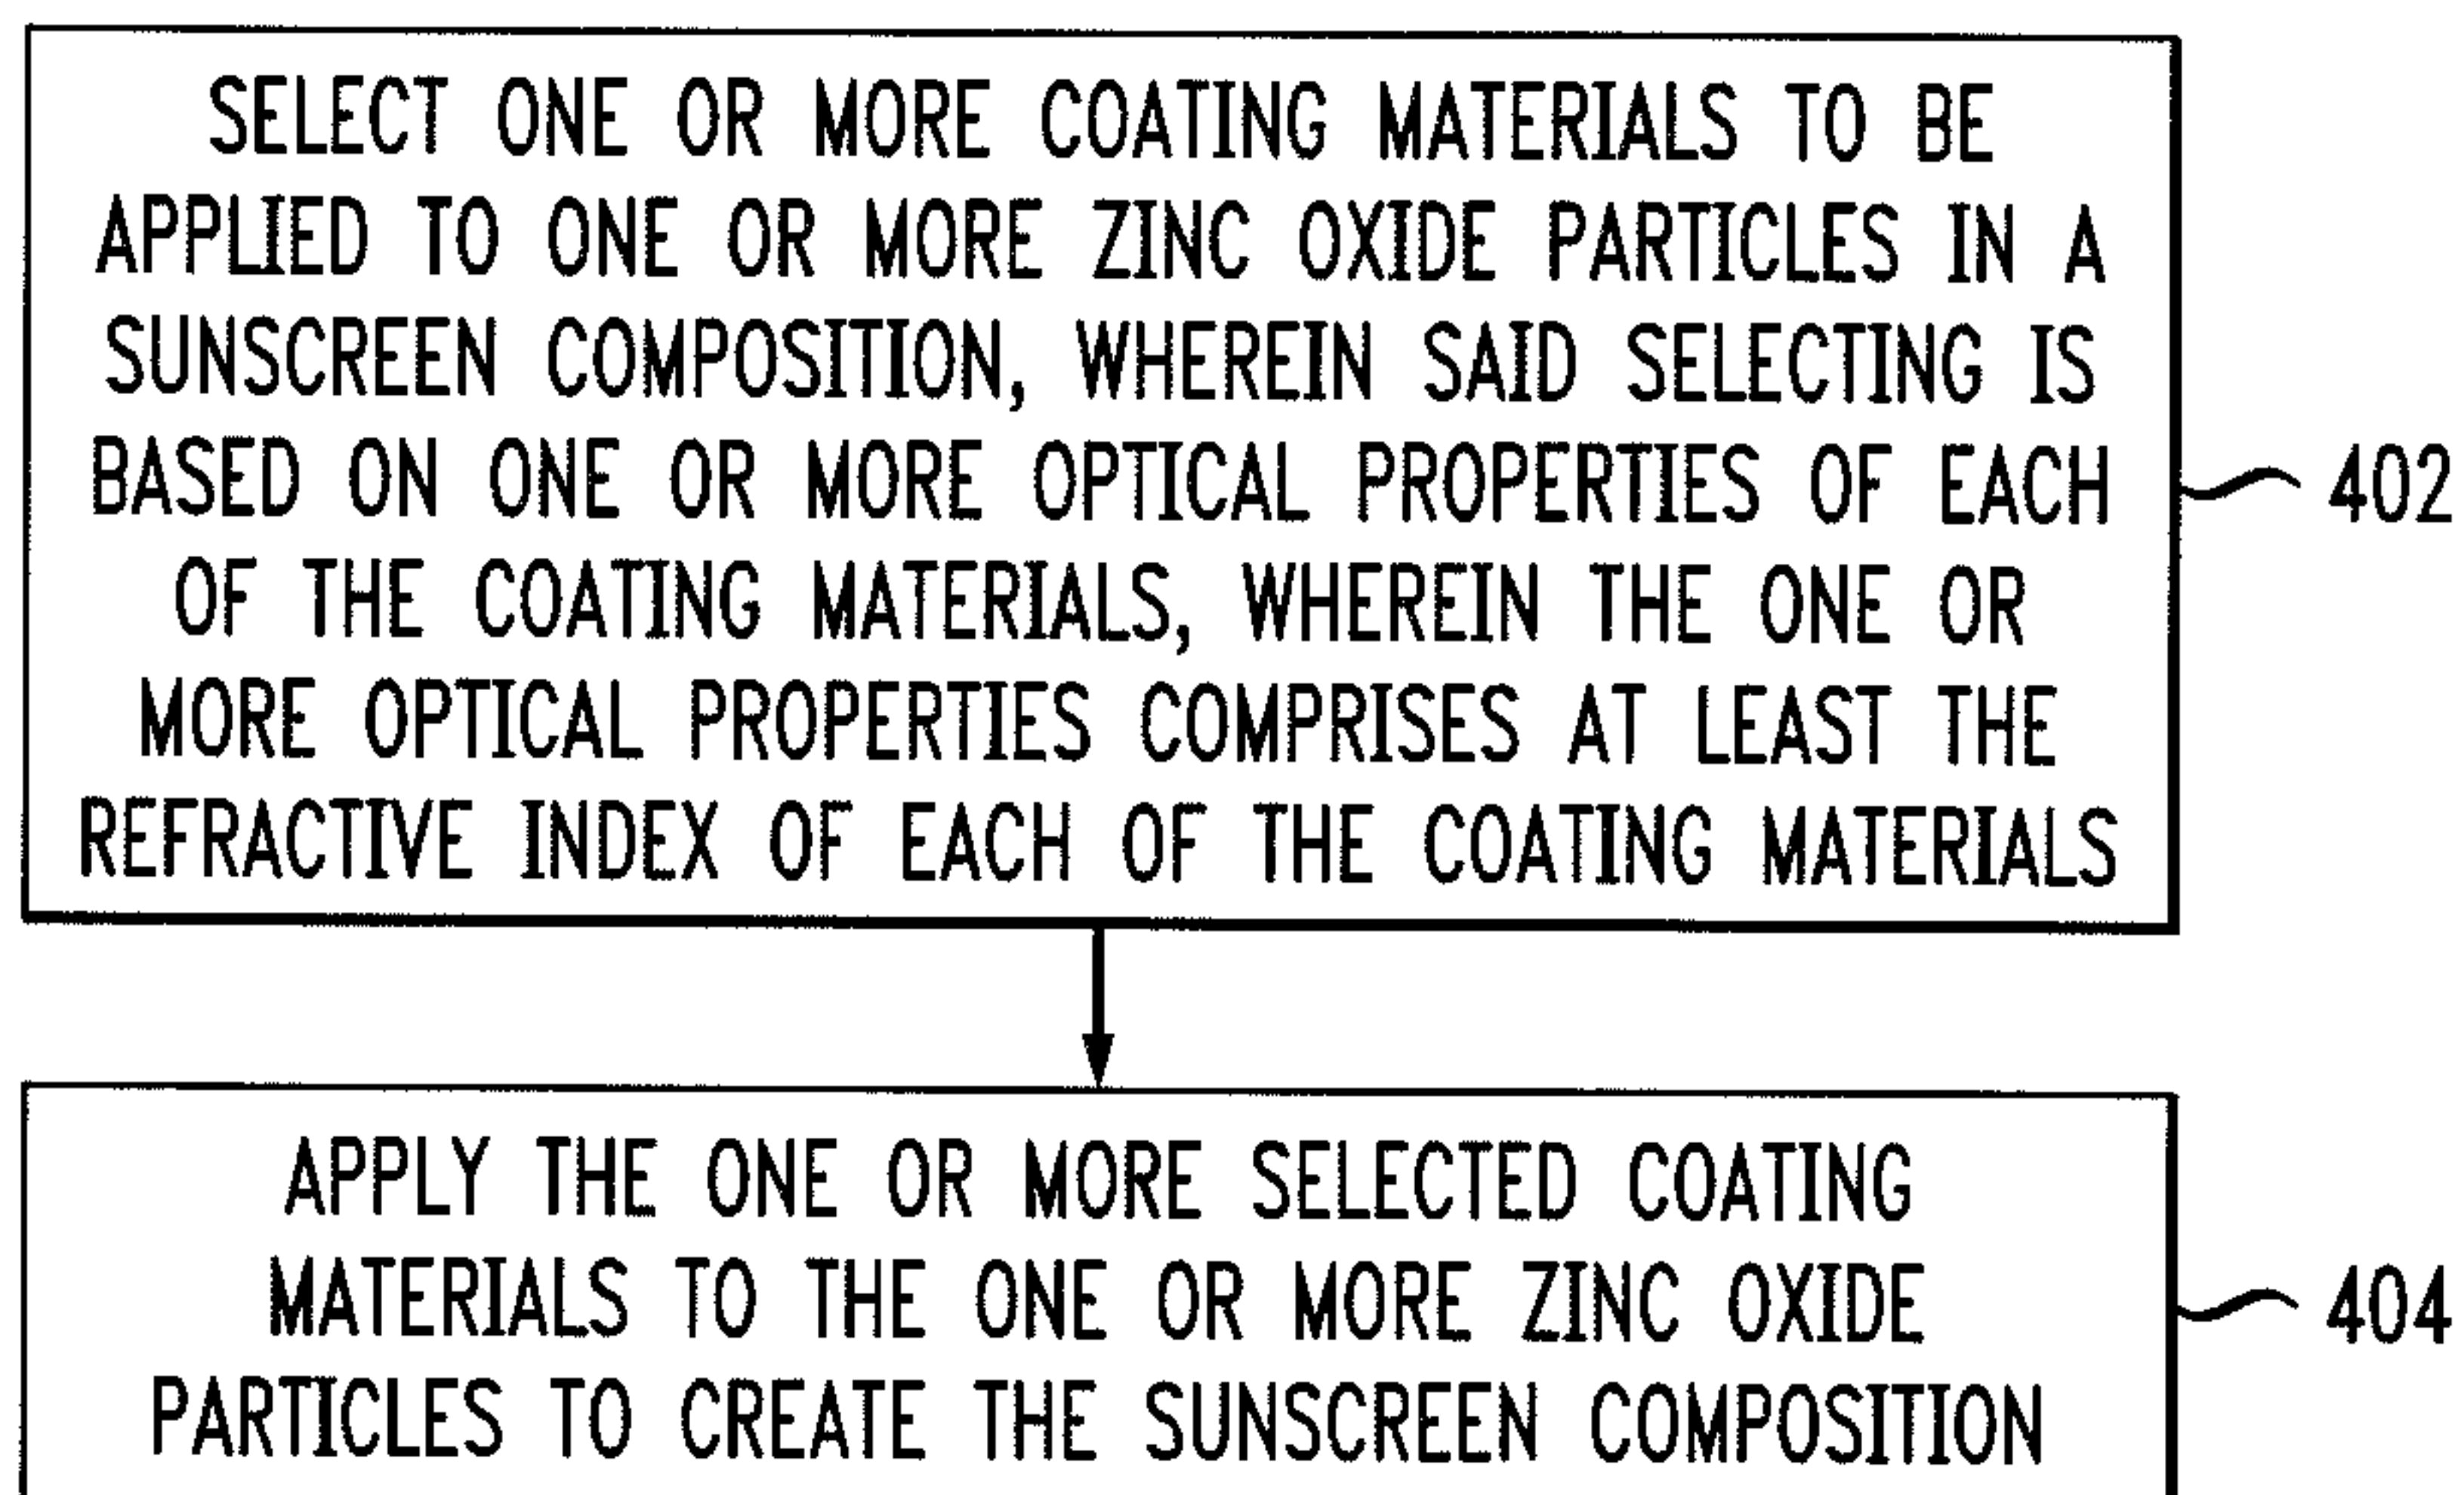 SELECT ONE OR MORE COATING MATERIALS TO BE
APPLIED TO ONE OR MORE ZINC OXIDE PARTICLES IN A
SUNSCREEN COMPOSITION, WHEREIN SAID SELECTING IS
BASED ON ONE OR MORE OPTICAL PROPERTIES OF EACH
OF THE COATING MATERIALS, WHEREIN THE ONE OR
MORE OPTICAL PROPERTIES COMPRISES AT LEAST THE
REFRACTIVE INDEX OF EACH OF THE COATING MATERIALS
402
APPLY THE ONE OR MORE SELECTED COATING
MATERIALS TO THE ONE OR MORE ZINC OXIDE
PARTICLES TO CREATE THE SUNSCREEN COMPOSITION
404